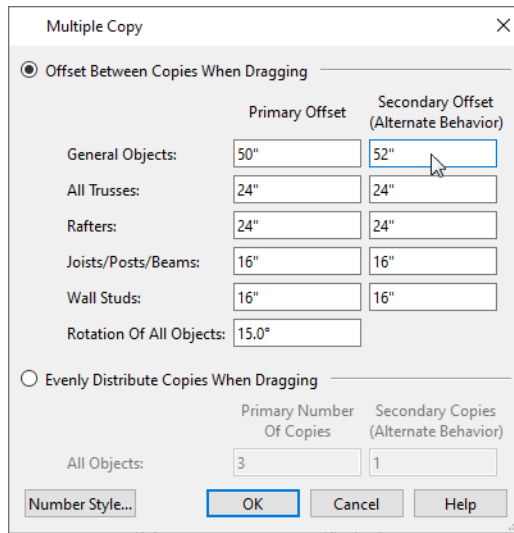 Multiple Copy
Offset Between Copies When Dragging
Primary Offset
Secondary Offset
(Alternate Behavior)
General Objects: 50" 52"
All Trusses: 24" 24"
Rafters: 24" 24"
Joists/Posts/Beams: 16" 16"
Wall Studs: 16" 16"
Rotation Of All Objects: 15.0°
Evenly Distribute Copies When Dragging
Primary Number
Of Copies
Secondary Copies
(Alternate Behavior)
All Objects: 3 1
Number Style... OK Cancel Help